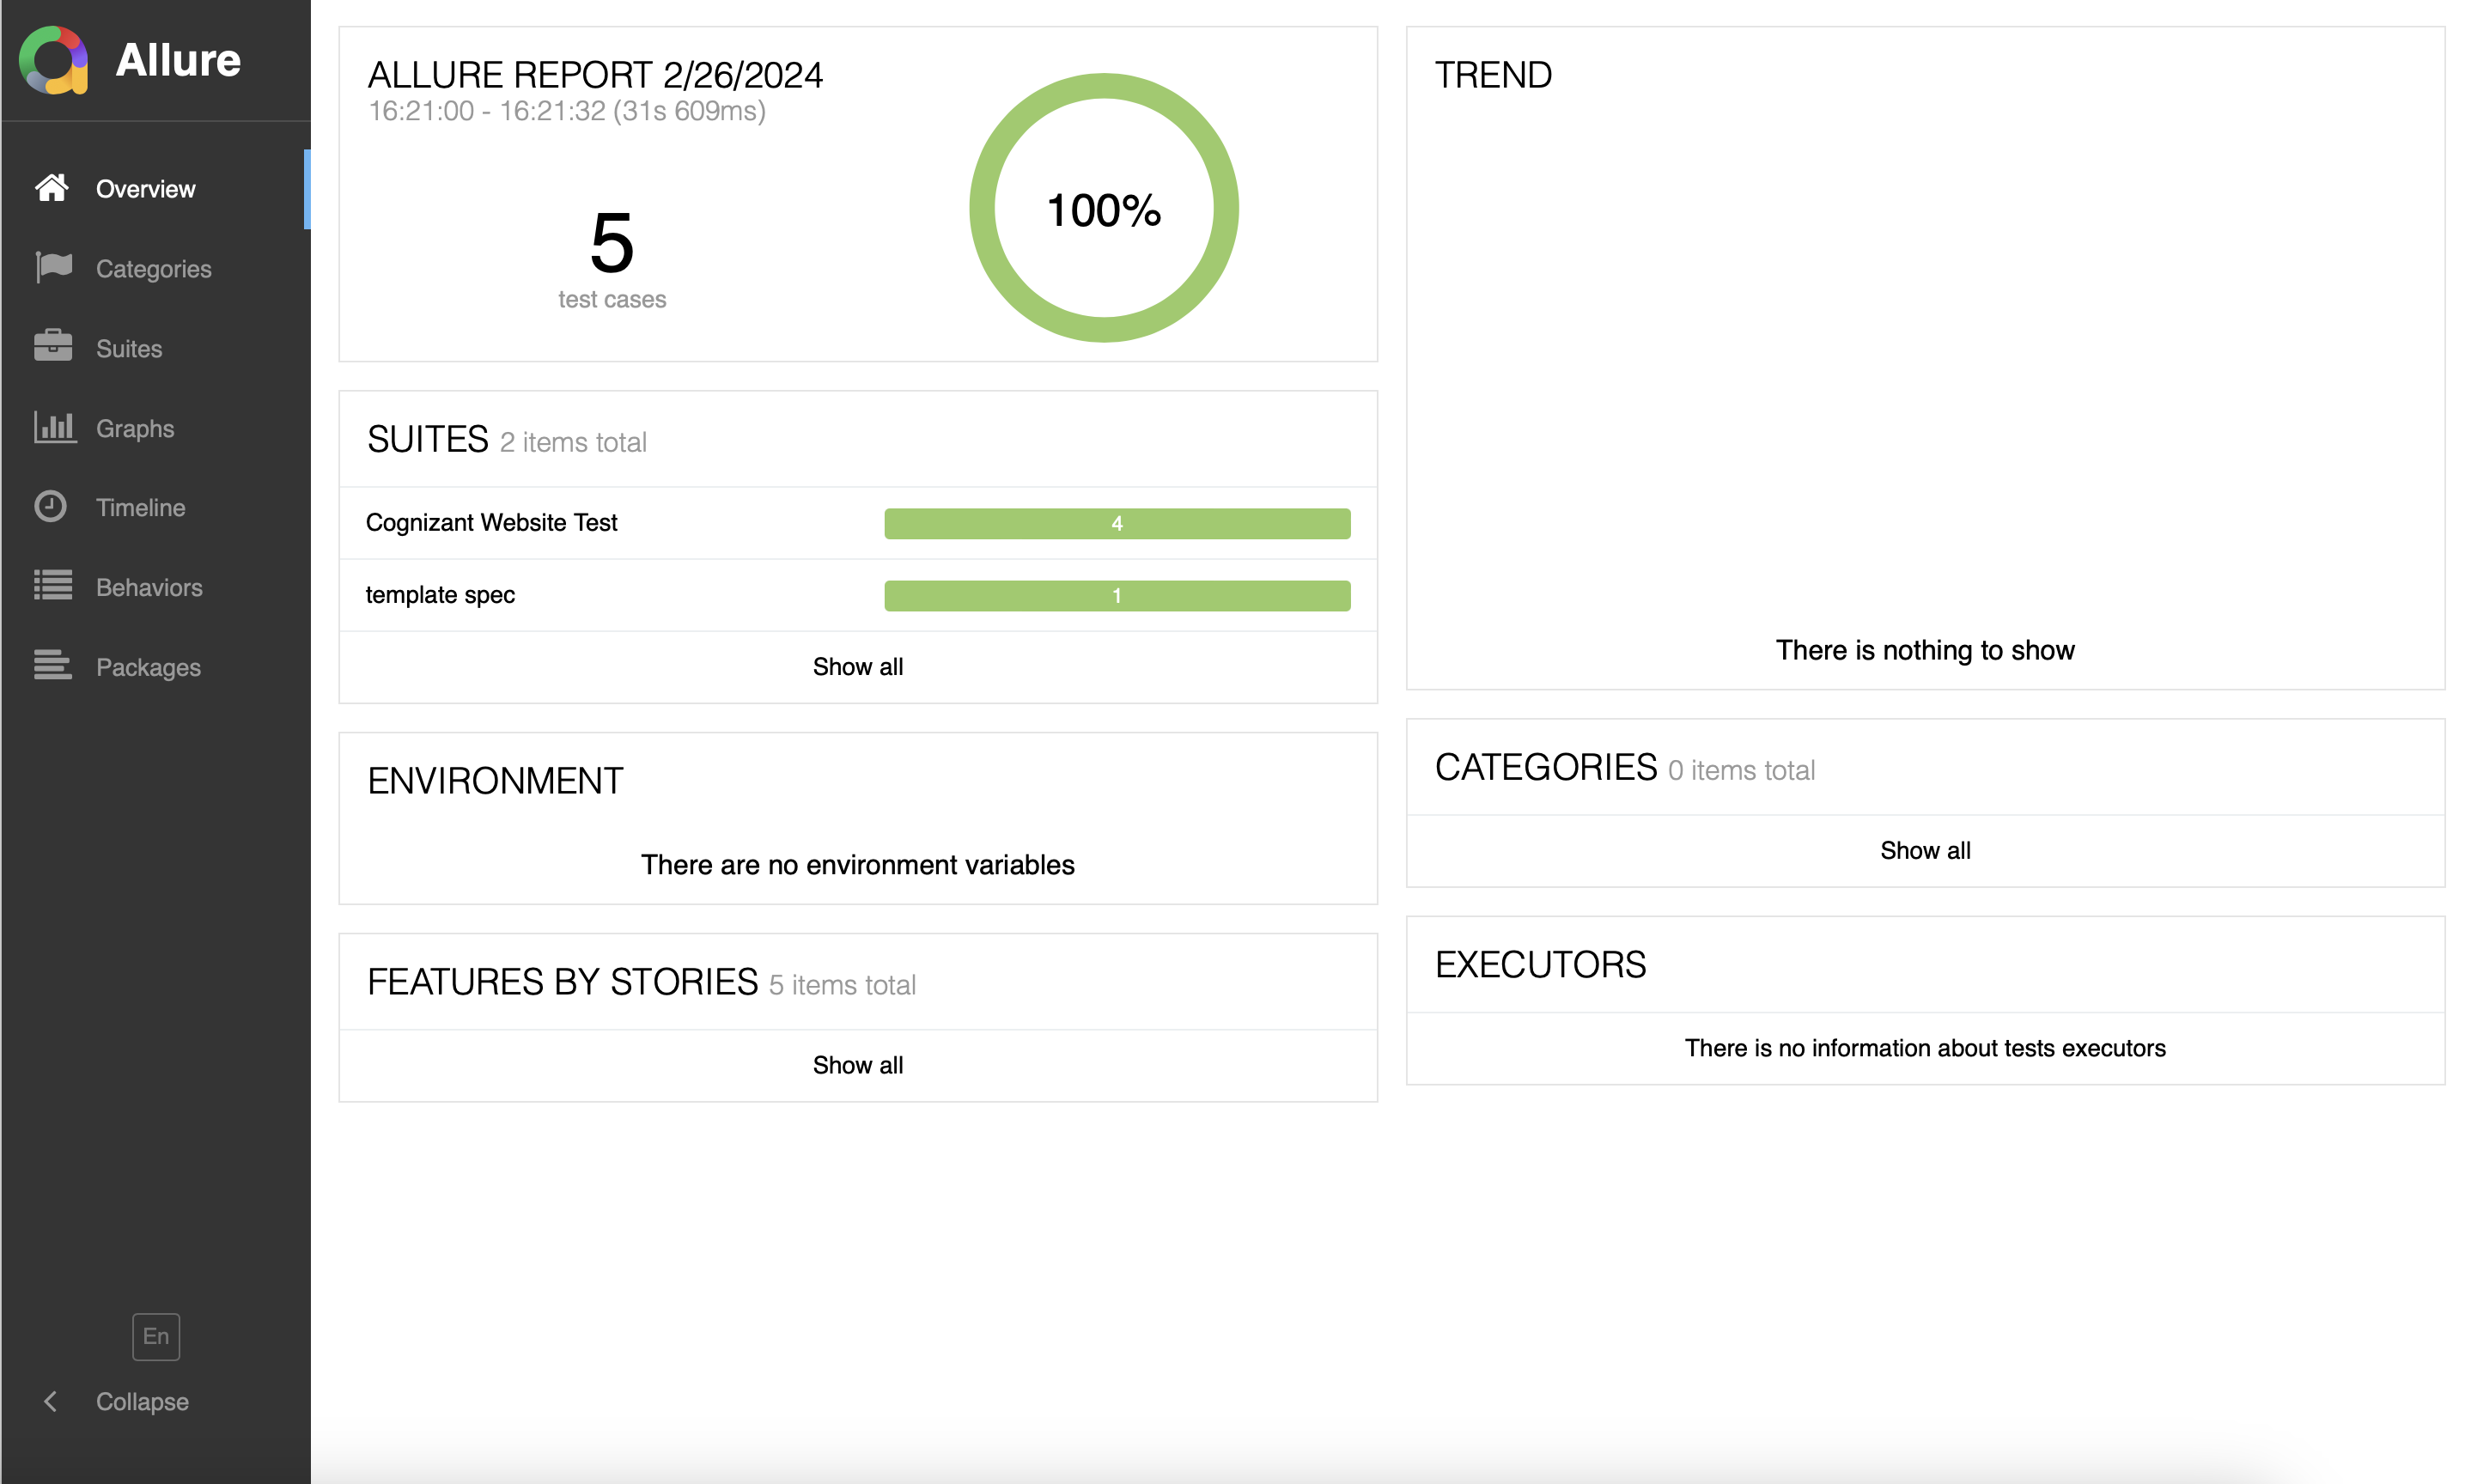 Allure
Overview
Categories
Suites
Graphs
Timeline
Behaviors
Packages
En
Collapse
ALLURE REPORT 2/26/2024
16:21:00 - 16:21:32 (31s 609ms)
5
test cases
100%
SUITES 2 items total
Cognizant Website Test 4
template spec 1
Show all
ENVIRONMENT
There are no environment variables
FEATURES BY STORIES 5 items total
Show all
TREND
There is nothing to show
CATEGORIES 0 items total
Show all
EXECUTORS
There is no information about tests executors